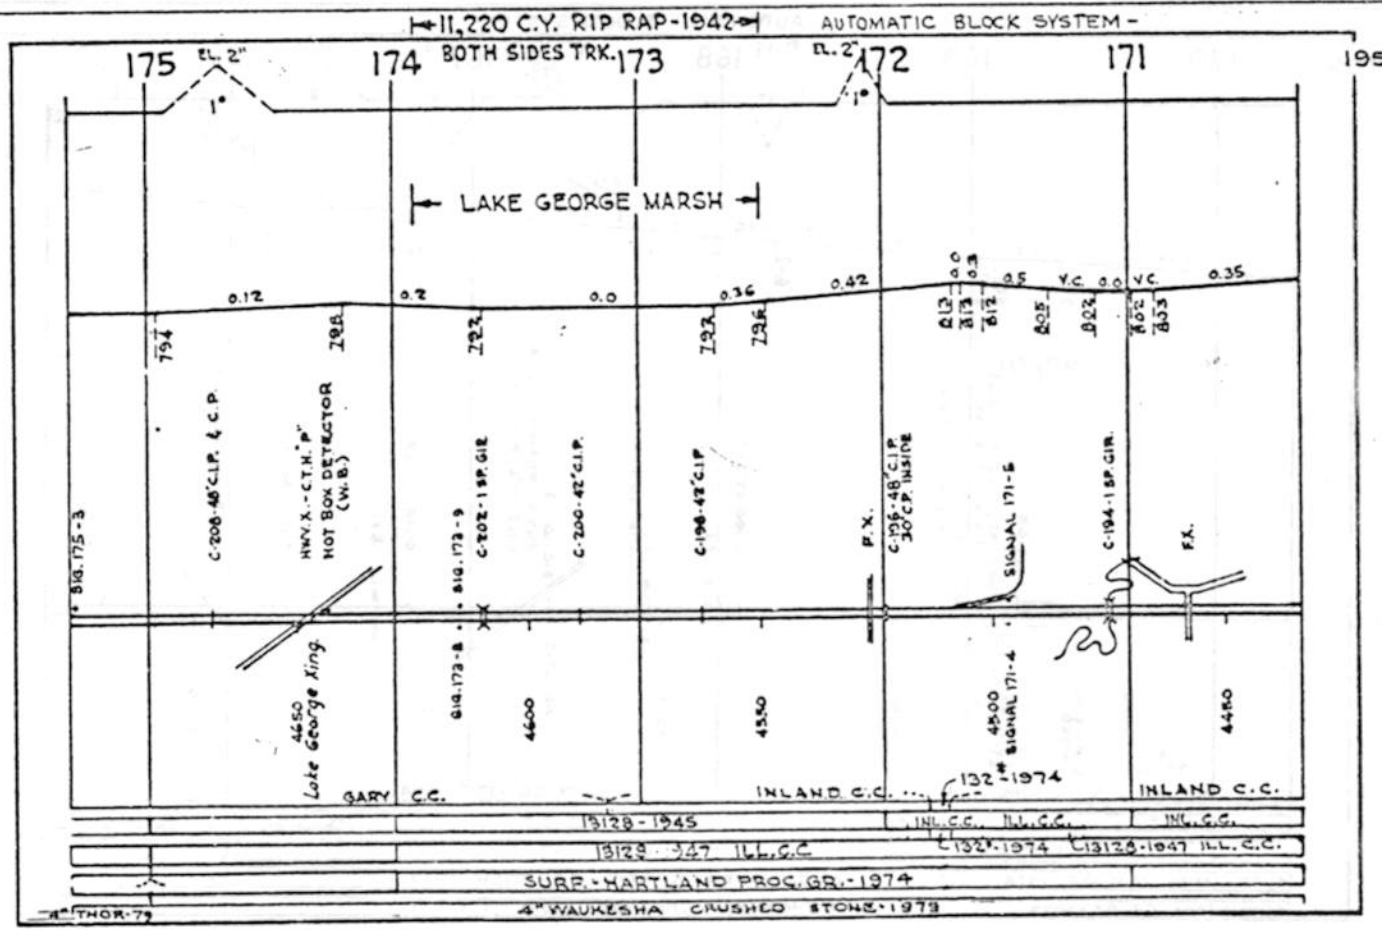 11,220 C.Y. RIP RAP-1942
BOTH SIDES TRK.
AUTOMATIC BLOCK SYSTEM -
175
EL. 2"
1°
174
173
EL. 2"
172
1°
171
195
LAKE GEORGE MARSH
0.12
0.2
0.0
0.36
0.42
0.0
0.3
0.5
V.C.
0.0
V.C.
0.35
794
798
792
792
796
813
813
812
805
802
802
803
SIG. 175-3
C-208-48" C.I.P. & C.P.
HWY.X.-C.T.H. "P"
HOT BOX DETECTOR
(W.B.)
SIG. 173-9
C-202-1 SP. GIR
C-200-42" C.I.P.
C-198-42" C.I.P.
F.X.
C-196-48" C.I.P.
30" C.P. INSIDE
SIGNAL 171-5
C-194-1 SP. GIR.
F.X.
4650
Lake George Xing.
SIG. 173-8
4600
4550
4500
SIGNAL 171-4
4450
132#-1974
GARY C.C.
INLAND C.C.
INLAND C.C.
13128-1945
INL. C.C.
ILL. C.C.
INL. C.C.
13128-1947 ILL. C.C.
132#-1974
13128-1947 ILL. C.C.
SURF.-HARTLAND PROC. GR.-1974
4" THOR-79
4" WAUKESHA CRUSHED STONE-1979